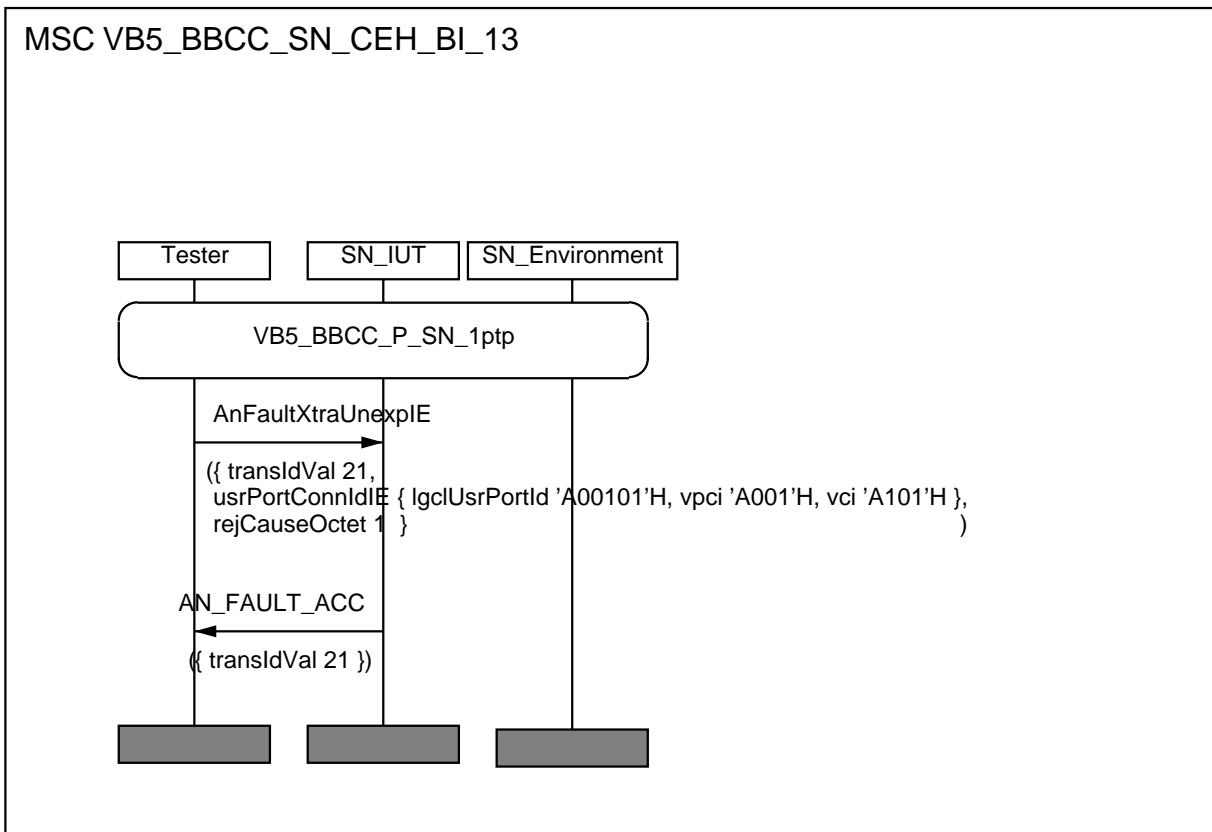 MSC VB5_BBCC_SN_CEH_BI_13
Tester SN_IUT SN_Environment
VB5_BBCC_P_SN_1ptp
AnFaultXtraUnexpIE
({ transIdVal 21,
usrPortConnIdIE { lgclUsrPortId ’A00101’H, vpci ’A001’H, vci ’A101’H },
rejCauseOctet 1 } )
AN_FAULT_ACC
({ transIdVal 21 })